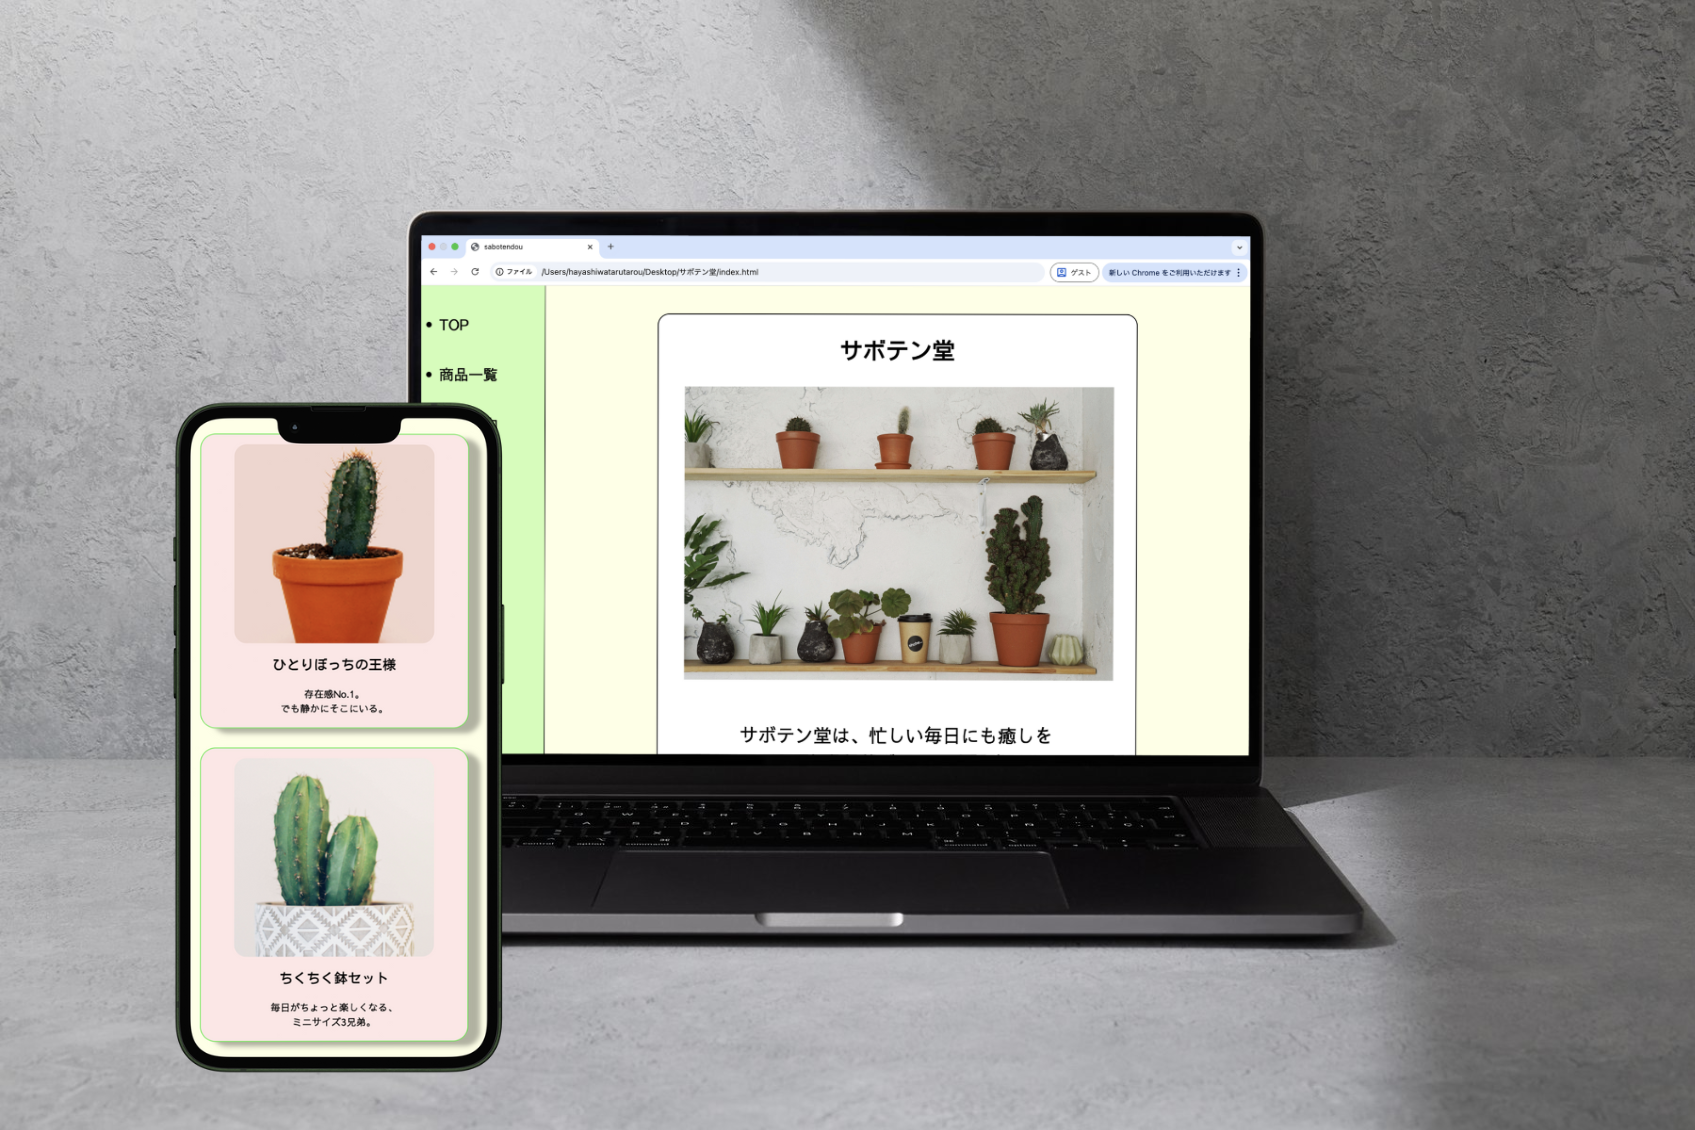 sabotendou
ファイル /Users/hayashiwatarutarou/Desktop/サボテン堂/index.html
ゲスト
新しい Chrome をご利用いただけます
TOP
商品一覧
サボテン堂
サボテン堂は、忙しい毎日にも癒しを
ひとりぼっちの王様
存在感No.1。
でも静かにそこにいる。
ちくちく鉢セット
毎日がちょっと楽しくなる、
ミニサイズ3兄弟。
control option command
command option